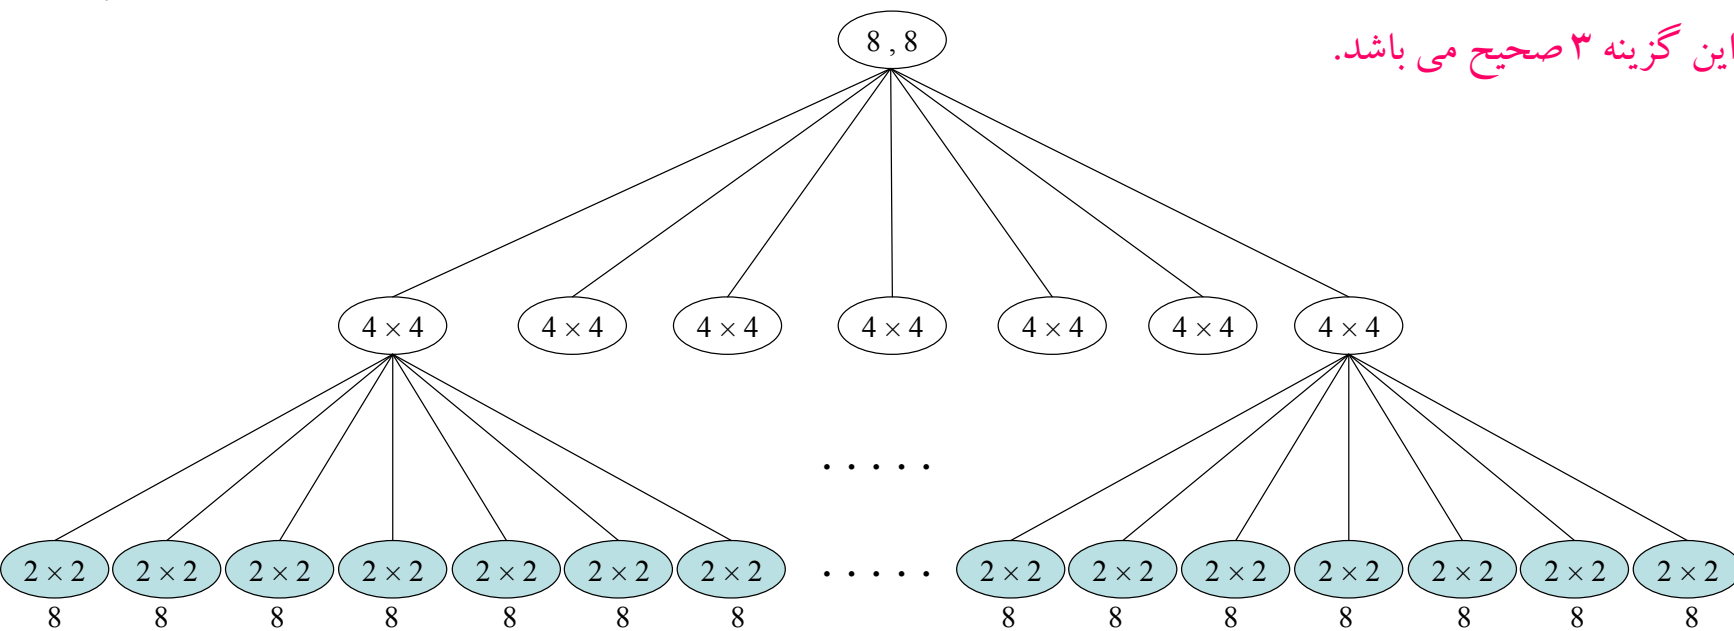 8 , 8
این گزینه ۳ صحیح می باشد.
4 × 4 4 × 4 4 × 4 4 × 4 4 × 4 4 × 4 4 × 4
. . . . .
2 × 2 2 × 2 2 × 2 2 × 2 2 × 2 2 × 2 2 × 2 . . . . . 2 × 2 2 × 2 2 × 2 2 × 2 2 × 2 2 × 2 2 × 2
8 8 8 8 8 8 8 8 8 8 8 8 8 8